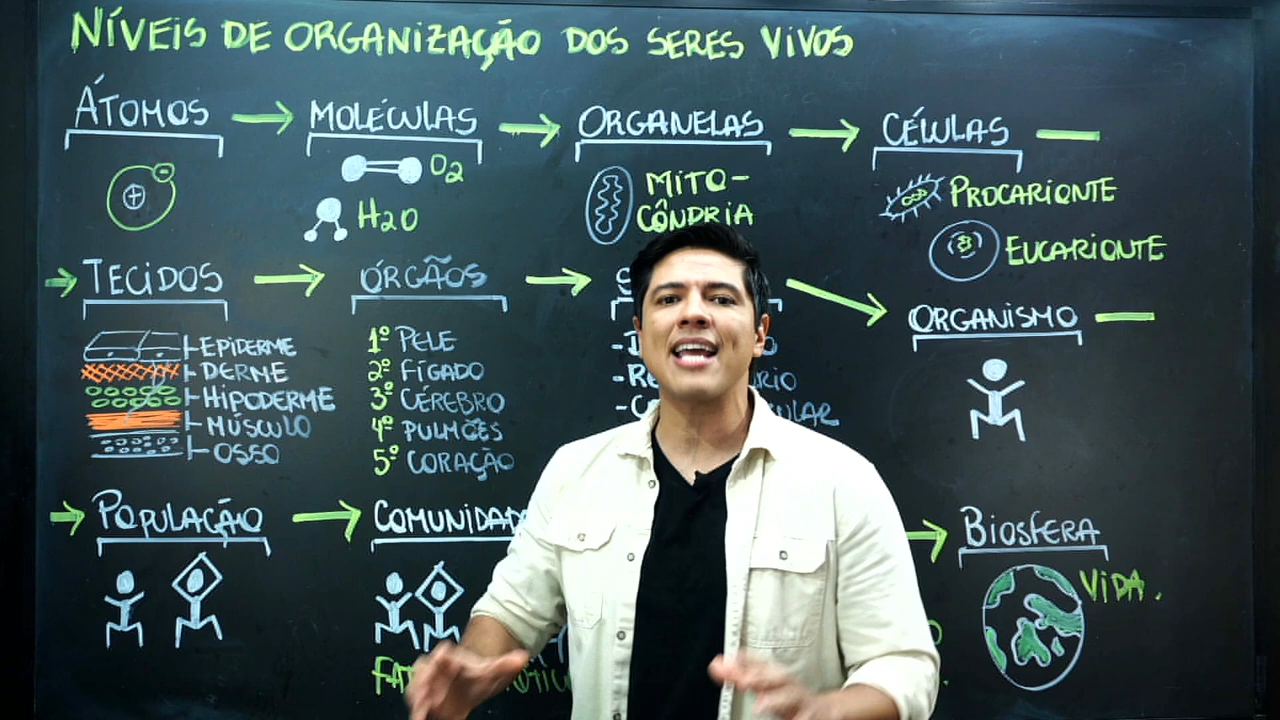 NÍVEIS DE ORGANIZAÇÃO DOS SERES VIVOS
ÁTOMOS → MOLÉCULAS → ORGANELAS → CÉLULAS
O2
H2O
MITO-
CÔNDRIA
PROCARIONTE
EUCARIONTE
→ TECIDOS → ÓRGÃOS →
ORGANISMO
EPIDERME
DERME
HIPODERME
MÚSCULO
OSSO
1º PELE
2º FÍGADO
3º CÉREBRO
4º PULMÕES
5º CORAÇÃO
→ POPULAÇÃO → COMUNIDAD
→ BIOSFERA
VIDA.